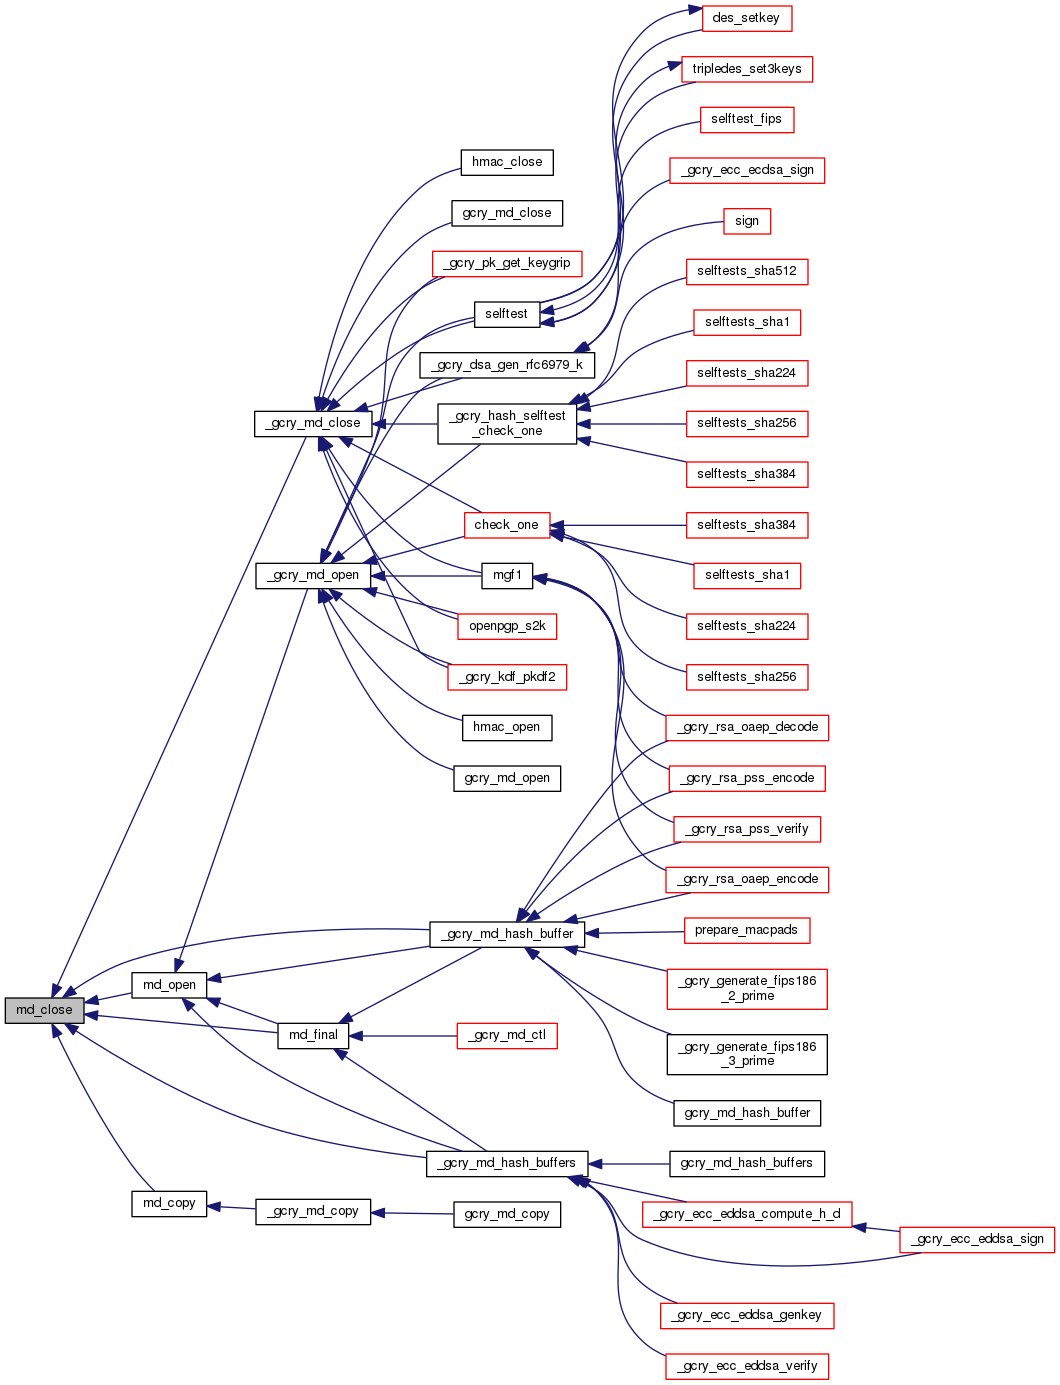 des_setkey
tripledes_set3keys
selftest_fips
hmac_close
_gcry_ecc_ecdsa_sign
gcry_md_close
sign
_gcry_pk_get_keygrip
selftests_sha512
selftest
selftests_sha1
_gcry_dsa_gen_rfc6979_k
selftests_sha224
_gcry_md_close
_gcry_hash_selftest
_check_one
selftests_sha256
selftests_sha384
check_one
selftests_sha384
_gcry_md_open
mgf1
selftests_sha1
openpgp_s2k
selftests_sha224
_gcry_kdf_pkdf2
selftests_sha256
hmac_open
_gcry_rsa_oaep_decode
gcry_md_open
_gcry_rsa_pss_encode
_gcry_rsa_pss_verify
_gcry_rsa_oaep_encode
_gcry_md_hash_buffer
prepare_macpads
md_open
_gcry_generate_fips186
_2_prime
md_close
md_final
_gcry_md_ctl
_gcry_generate_fips186
_3_prime
gcry_md_hash_buffer
_gcry_md_hash_buffers
gcry_md_hash_buffers
md_copy
_gcry_md_copy
gcry_md_copy
_gcry_ecc_eddsa_compute_h_d
_gcry_ecc_eddsa_sign
_gcry_ecc_eddsa_genkey
_gcry_ecc_eddsa_verify